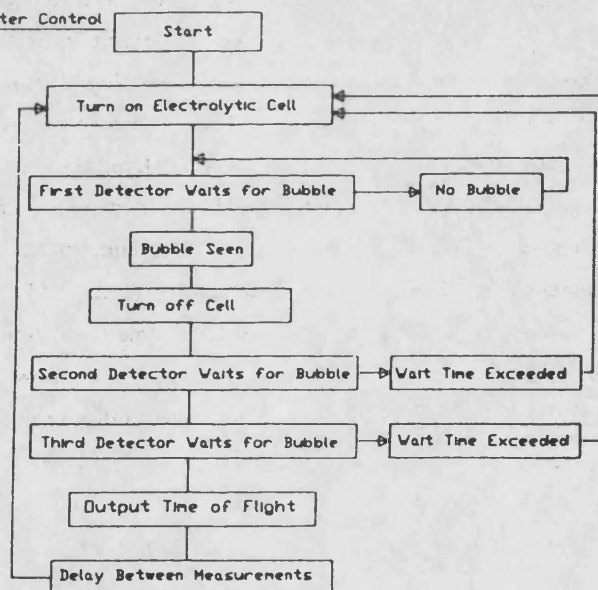 Control
Start
Turn on Electrolytic Cell
First Detector Waits for Bubble
No Bubble
Bubble Seen
Turn off Cell
Second Detector Waits for Bubble
Wait Time Exceeded
Third Detector Waits for Bubble
Wait Time Exceeded
Output Time of Flight
Delay Between Measurements